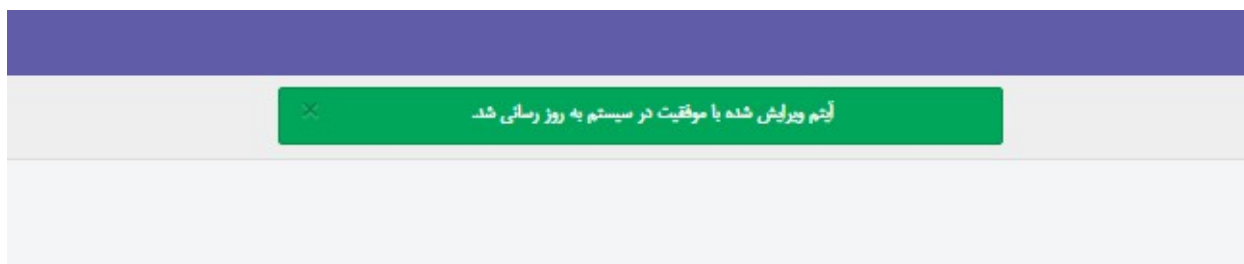 آیتم ویرایش شده با موفقیت در سیستم به روز رسانی شد.